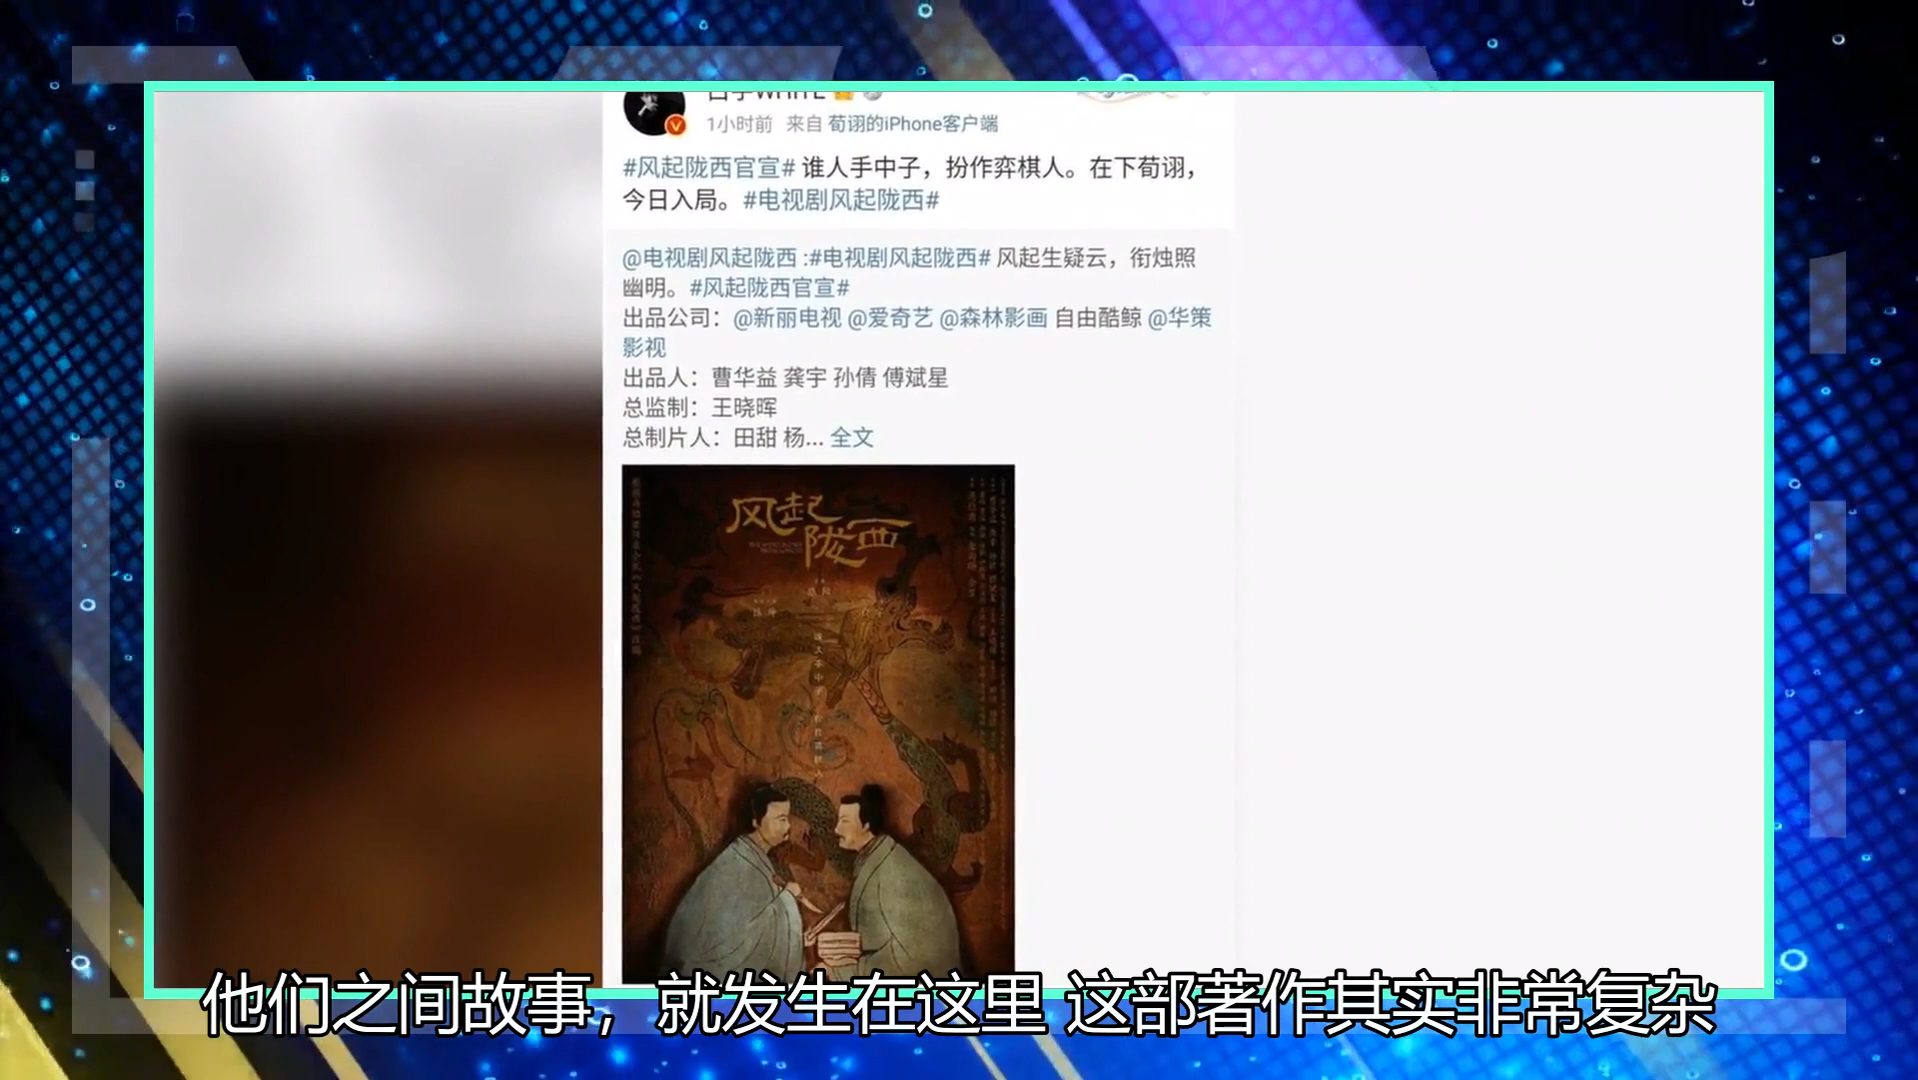 1小时前 来自 荀诩的iPhone客户端
#风起陇西官宣# 谁人手中子，扮作弈棋人。在下荀诩，
今日入局。#电视剧风起陇西#
@电视剧风起陇西 :#电视剧风起陇西# 风起生疑云，衔烛照
幽明。#风起陇西官宣#
出品公司：@新丽电视 @爱奇艺 @森林影画 自由酷鲸 @华策
影视
出品人：曹华益 龚宇 孙倩 傅斌星
总监制：王晓晖
总制片人：田甜 杨... 全文
风起
陇西
他们之间故事，就发生在这里 这部著作其实非常复杂